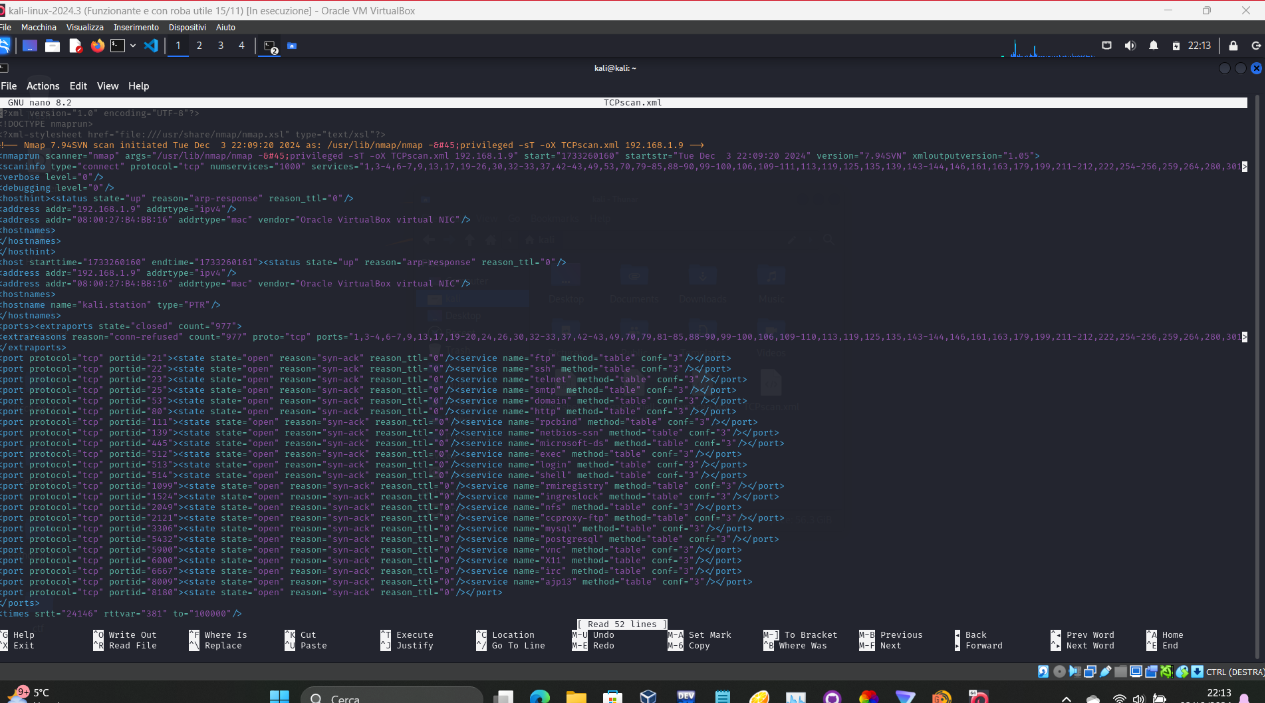 kali-linux-2024.3 (Funzionante e con roba utile 15/11) [In esecuzione] - Oracle VM VirtualBox
File Macchina Visualizza Inserimento Dispositivi Aiuto
1 2 3 4 2 22:13
kali@kali: ~
File Actions Edit View Help
GNU nano 8.2 TCPscan.xml
?xml version="1.0" encoding="UTF-8"?>
<!DOCTYPE nmaprun>
<?xml-stylesheet href="file:///usr/share/nmap/nmap.xsl" type="text/xsl"?>
<!-- Nmap 7.94SVN scan initiated Tue Dec  3 22:09:20 2024 as: /usr/lib/nmap/nmap -&#45;privileged -sT -oX TCPscan.xml 192.168.1.9 -->
<nmaprun scanner="nmap" args="/usr/lib/nmap/nmap -&#45;privileged -sT -oX TCPscan.xml 192.168.1.9" start="1733260160" startstr="Tue Dec  3 22:09:20 2024" version="7.94SVN" xmloutputversion="1.05">
<scaninfo type="connect" protocol="tcp" numservices="1000" services="1,3-4,6-7,9,13,17,19-26,30,32-33,37,42-43,49,53,70,79-85,88-90,99-100,106,109-111,113,119,125,135,139,143-144,146,161,163,179,199,211-212,222,254-256,259,264,280,301>
<verbose level="0"/>
<debugging level="0"/>
<hosthint><status state="up" reason="arp-response" reason_ttl="0"/>
<address addr="192.168.1.9" addrtype="ipv4"/>
<address addr="08:00:27:B4:BB:16" addrtype="mac" vendor="Oracle VirtualBox virtual NIC"/>
<hostnames>
</hostnames>
</hosthint>
<host starttime="1733260160" endtime="1733260161"><status state="up" reason="arp-response" reason_ttl="0"/>
<address addr="192.168.1.9" addrtype="ipv4"/>
<address addr="08:00:27:B4:BB:16" addrtype="mac" vendor="Oracle VirtualBox virtual NIC"/>
<hostnames>
<hostname name="kali.station" type="PTR"/>
</hostnames>
<ports><extraports state="closed" count="977">
<extrareasons reason="conn-refused" count="977" proto="tcp" ports="1,3-4,6-7,9,13,17,19-20,24,26,30,32-33,37,42-43,49,70,79,81-85,88-90,99-100,106,109-110,113,119,125,135,143-144,146,161,163,179,199,211-212,222,254-256,259,264,280,301>
</extraports>
<port protocol="tcp" portid="21"><state state="open" reason="syn-ack" reason_ttl="0"/><service name="ftp" method="table" conf="3"/></port>
<port protocol="tcp" portid="22"><state state="open" reason="syn-ack" reason_ttl="0"/><service name="ssh" method="table" conf="3"/></port>
<port protocol="tcp" portid="23"><state state="open" reason="syn-ack" reason_ttl="0"/><service name="telnet" method="table" conf="3"/></port>
<port protocol="tcp" portid="25"><state state="open" reason="syn-ack" reason_ttl="0"/><service name="smtp" method="table" conf="3"/></port>
<port protocol="tcp" portid="53"><state state="open" reason="syn-ack" reason_ttl="0"/><service name="domain" method="table" conf="3"/></port>
<port protocol="tcp" portid="80"><state state="open" reason="syn-ack" reason_ttl="0"/><service name="http" method="table" conf="3"/></port>
<port protocol="tcp" portid="111"><state state="open" reason="syn-ack" reason_ttl="0"/><service name="rpcbind" method="table" conf="3"/></port>
<port protocol="tcp" portid="139"><state state="open" reason="syn-ack" reason_ttl="0"/><service name="netbios-ssn" method="table" conf="3"/></port>
<port protocol="tcp" portid="445"><state state="open" reason="syn-ack" reason_ttl="0"/><service name="microsoft-ds" method="table" conf="3"/></port>
<port protocol="tcp" portid="512"><state state="open" reason="syn-ack" reason_ttl="0"/><service name="exec" method="table" conf="3"/></port>
<port protocol="tcp" portid="513"><state state="open" reason="syn-ack" reason_ttl="0"/><service name="login" method="table" conf="3"/></port>
<port protocol="tcp" portid="514"><state state="open" reason="syn-ack" reason_ttl="0"/><service name="shell" method="table" conf="3"/></port>
<port protocol="tcp" portid="1099"><state state="open" reason="syn-ack" reason_ttl="0"/><service name="rmiregistry" method="table" conf="3"/></port>
<port protocol="tcp" portid="1524"><state state="open" reason="syn-ack" reason_ttl="0"/><service name="ingreslock" method="table" conf="3"/></port>
<port protocol="tcp" portid="2049"><state state="open" reason="syn-ack" reason_ttl="0"/><service name="nfs" method="table" conf="3"/></port>
<port protocol="tcp" portid="2121"><state state="open" reason="syn-ack" reason_ttl="0"/><service name="ccproxy-ftp" method="table" conf="3"/></port>
<port protocol="tcp" portid="3306"><state state="open" reason="syn-ack" reason_ttl="0"/><service name="mysql" method="table" conf="3"/></port>
<port protocol="tcp" portid="5432"><state state="open" reason="syn-ack" reason_ttl="0"/><service name="postgresql" method="table" conf="3"/></port>
<port protocol="tcp" portid="5900"><state state="open" reason="syn-ack" reason_ttl="0"/><service name="vnc" method="table" conf="3"/></port>
<port protocol="tcp" portid="6000"><state state="open" reason="syn-ack" reason_ttl="0"/><service name="X11" method="table" conf="3"/></port>
<port protocol="tcp" portid="6667"><state state="open" reason="syn-ack" reason_ttl="0"/><service name="irc" method="table" conf="3"/></port>
<port protocol="tcp" portid="8009"><state state="open" reason="syn-ack" reason_ttl="0"/><service name="ajp13" method="table" conf="3"/></port>
<port protocol="tcp" portid="8180"><state state="open" reason="syn-ack" reason_ttl="0"/></port>
</ports>
<times srtt="24146" rttvar="381" to="100000"/>
[ Read 52 lines ]
^G Help ^O Write Out ^F Where Is ^K Cut ^T Execute ^C Location M-U Undo M-A Set Mark M-] To Bracket M-B Previous Back Prev Word ^A Home
^X Exit ^R Read File ^\ Replace ^U Paste ^J Justify ^/ Go To Line M-E Redo M-6 Copy ^B Where Was M-F Next Forward Next Word ^E End
CTRL (DESTRA)
9+ 5°C
Cerca
DEV
22:13